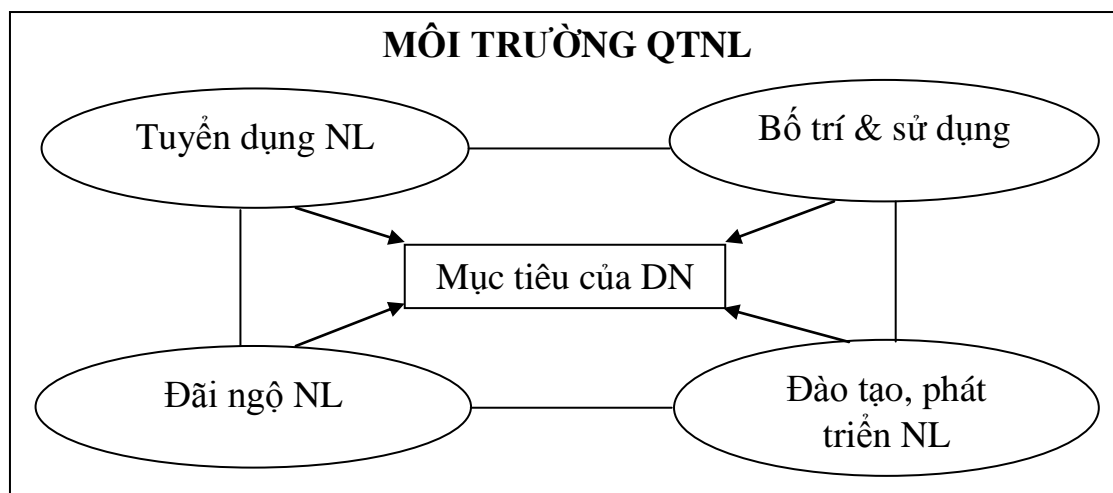 MÔI TRƯỜNG QTNL
Tuyển dụng NL
Bố trí & sử dụng
Mục tiêu của DN
Đãi ngộ NL
Đào tạo, phát
triển NL